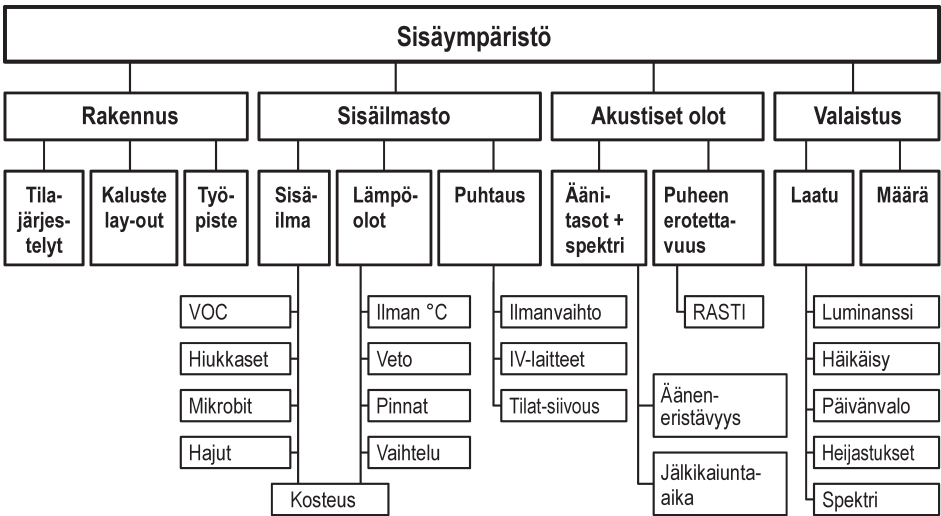 Sisäympäristö
Rakennus
Sisäilmasto
Akustiset olot
Valaistus
Tila-
järjes-
telyt
Kaluste
lay-out
Työ-
piste
Sisä-
ilma
Lämpö-
olot
Puhtaus
Ääni-
tasot +
spektri
Puheen
erotetta-
vuus
Laatu
Määrä
VOC
Hiukkaset
Mikrobit
Hajut
Kosteus
Ilman °C
Veto
Pinnat
Vaihtelu
Ilmanvaihto
IV-laitteet
Tilat-siivous
RASTI
Äänen-
eristävyys
Jälkikaiunta-
aika
Luminanssi
Häikäisy
Päivänvalo
Heijastukset
Spektri